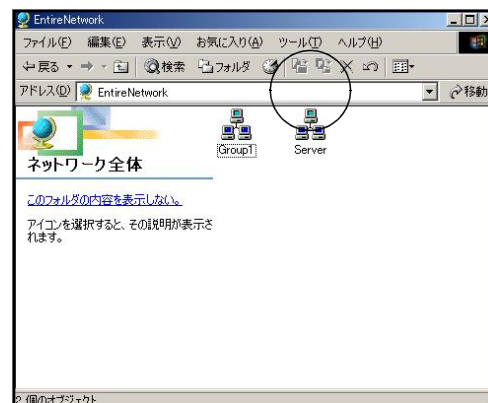 EntireNetwork
ファイル(F) 編集(E) 表示(V) お気に入り(A) ツール(T) ヘルプ(H)
戻る 検索 フォルダ
アドレス(D) EntireNetwork 移動
Group1 Server
ネットワーク全体
このフォルダの内容を表示しない。
アイコンを選択すると、その説明が表示さ
れます。
2 個のオブジェクト